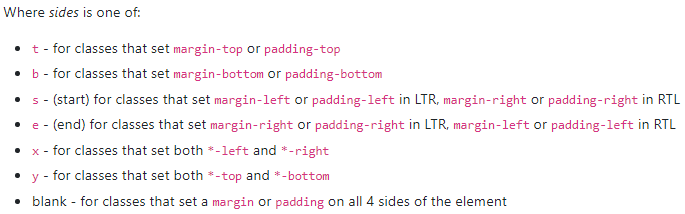 Where sides is one of:
• t - for classes that set margin-top or padding-top
• b - for classes that set margin-bottom or padding-bottom
• s - (start) for classes that set margin-left or padding-left in LTR, margin-right or padding-right in RTL
• e - (end) for classes that set margin-right or padding-right in LTR, margin-left or padding-left in RTL
• x - for classes that set both *-left and *-right
• y - for classes that set both *-top and *-bottom
• blank - for classes that set a margin or padding on all 4 sides of the element